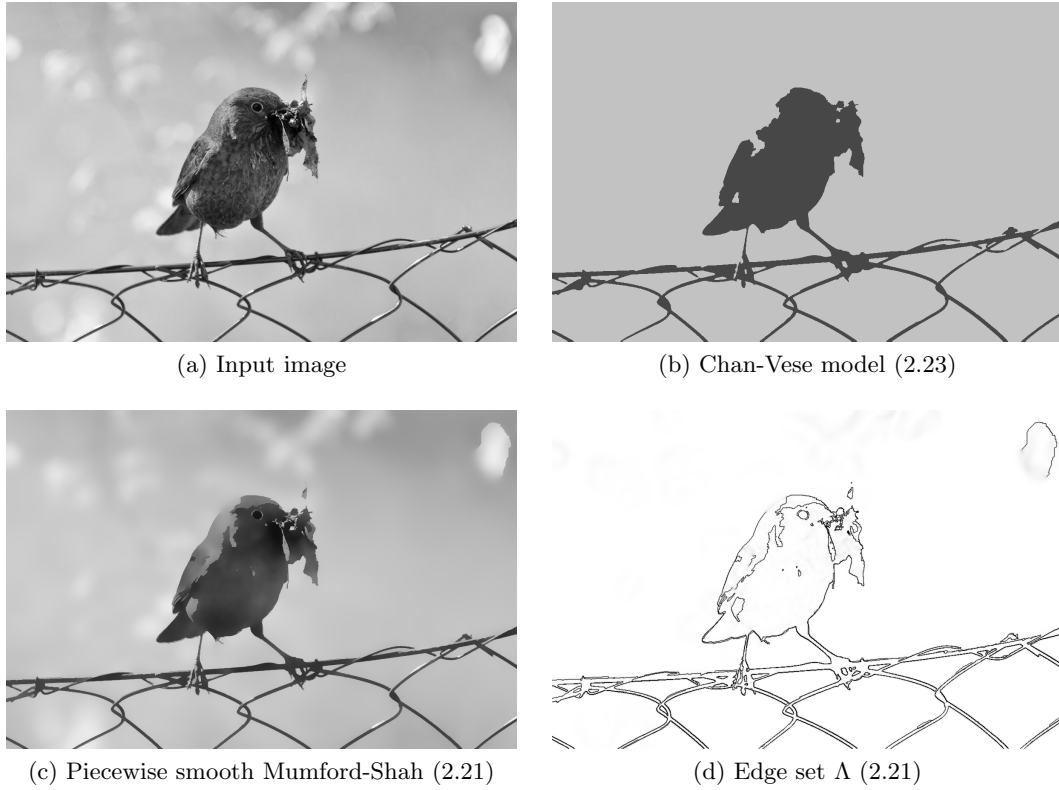 (a) Input image
(b) Chan-Vese model (2.23)
(c) Piecewise smooth Mumford-Shah (2.21)
(d) Edge set Λ (2.21)